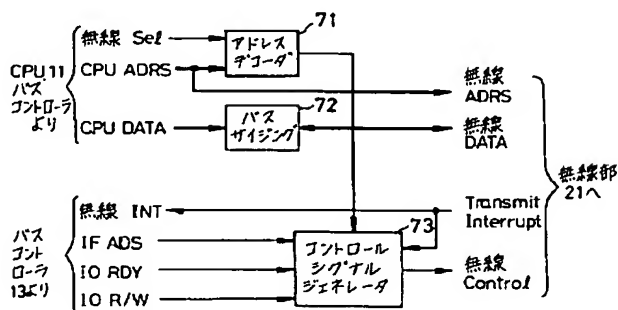 71
無線 Sel
アドレス
デコーダ
CPU 11
バス
コントローラ
より
CPU ADRS
無線
ADRS
72
CPU DATA
バス
サイジング
無線
DATA
無線部
21へ
無線 INT
Transmit
Interrupt
73
バス
コント
ローラ
13より
IF ADS
IO RDY
IO R/W
コントロール
シグナル
ジェネレータ
無線
Control